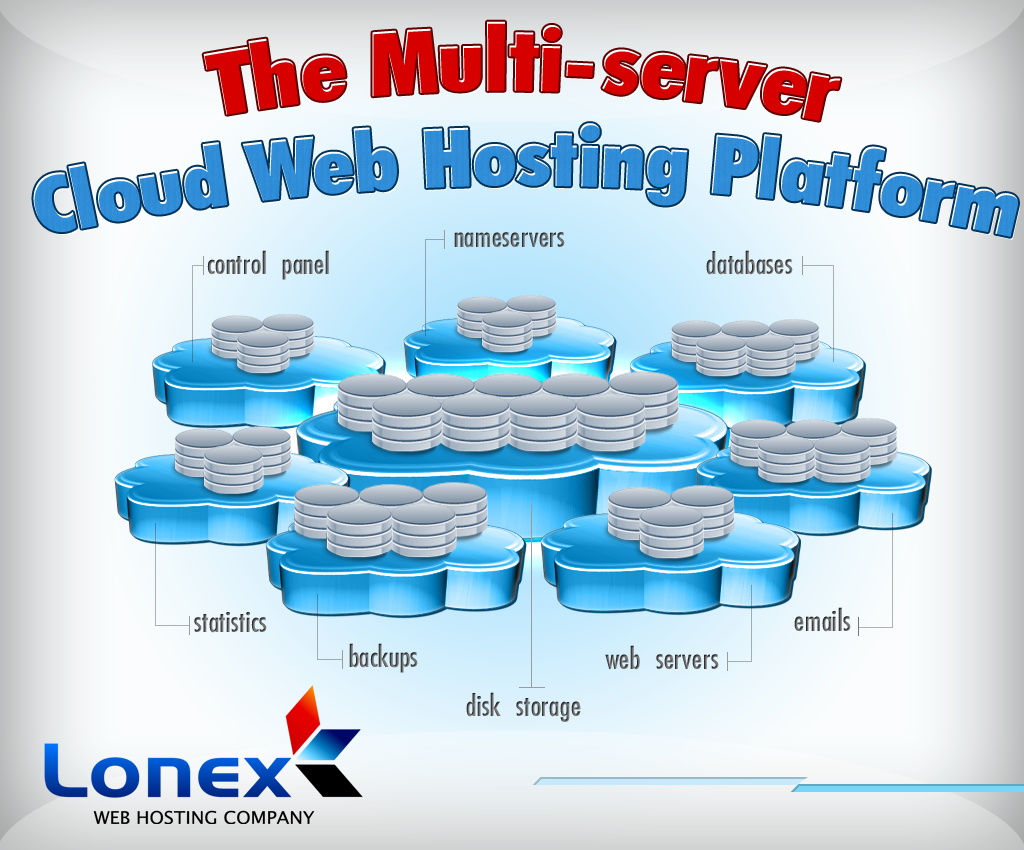 The Multi-server
Cloud Web Hosting Platform
nameservers
control panel
databases
statistics
emails
backups
web servers
disk storage
LONEX
WEB HOSTING COMPANY